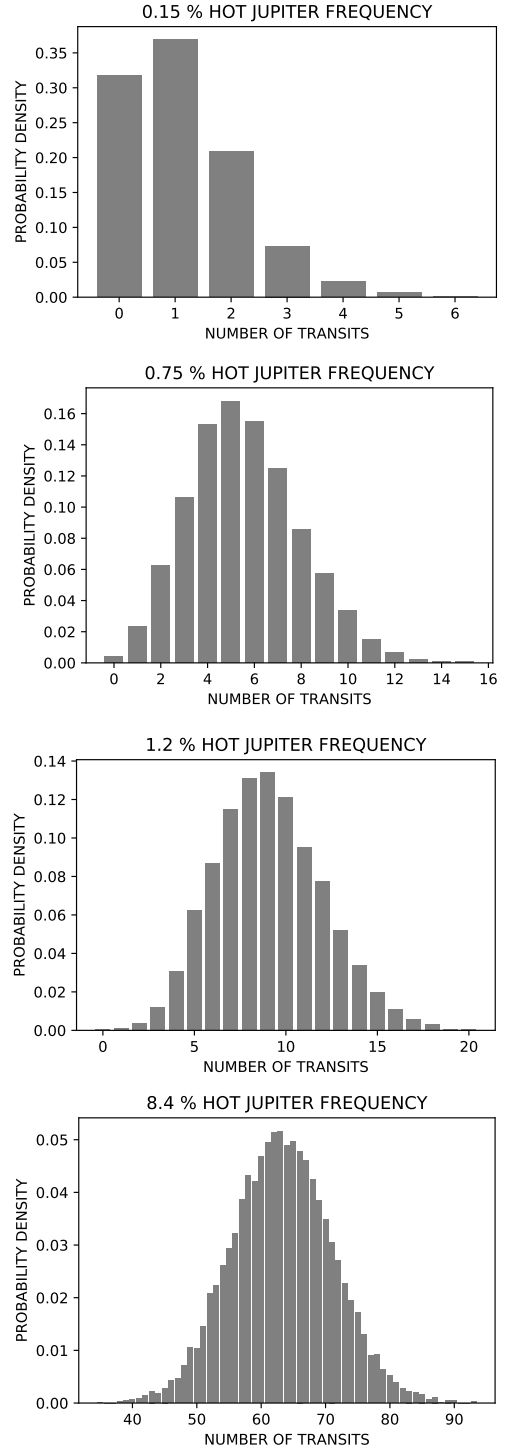 0.15 % HOT JUPITER FREQUENCY
PROBABILITY DENSITY
0.35
0.30
0.25
0.20
0.15
0.10
0.05
0.00
0 1 2 3 4 5 6
NUMBER OF TRANSITS
0.75 % HOT JUPITER FREQUENCY
PROBABILITY DENSITY
0.16
0.14
0.12
0.10
0.08
0.06
0.04
0.02
0.00
0 2 4 6 8 10 12 14 16
NUMBER OF TRANSITS
1.2 % HOT JUPITER FREQUENCY
PROBABILITY DENSITY
0.14
0.12
0.10
0.08
0.06
0.04
0.02
0.00
0 5 10 15 20
NUMBER OF TRANSITS
8.4 % HOT JUPITER FREQUENCY
PROBABILITY DENSITY
0.05
0.04
0.03
0.02
0.01
0.00
40 50 60 70 80 90
NUMBER OF TRANSITS